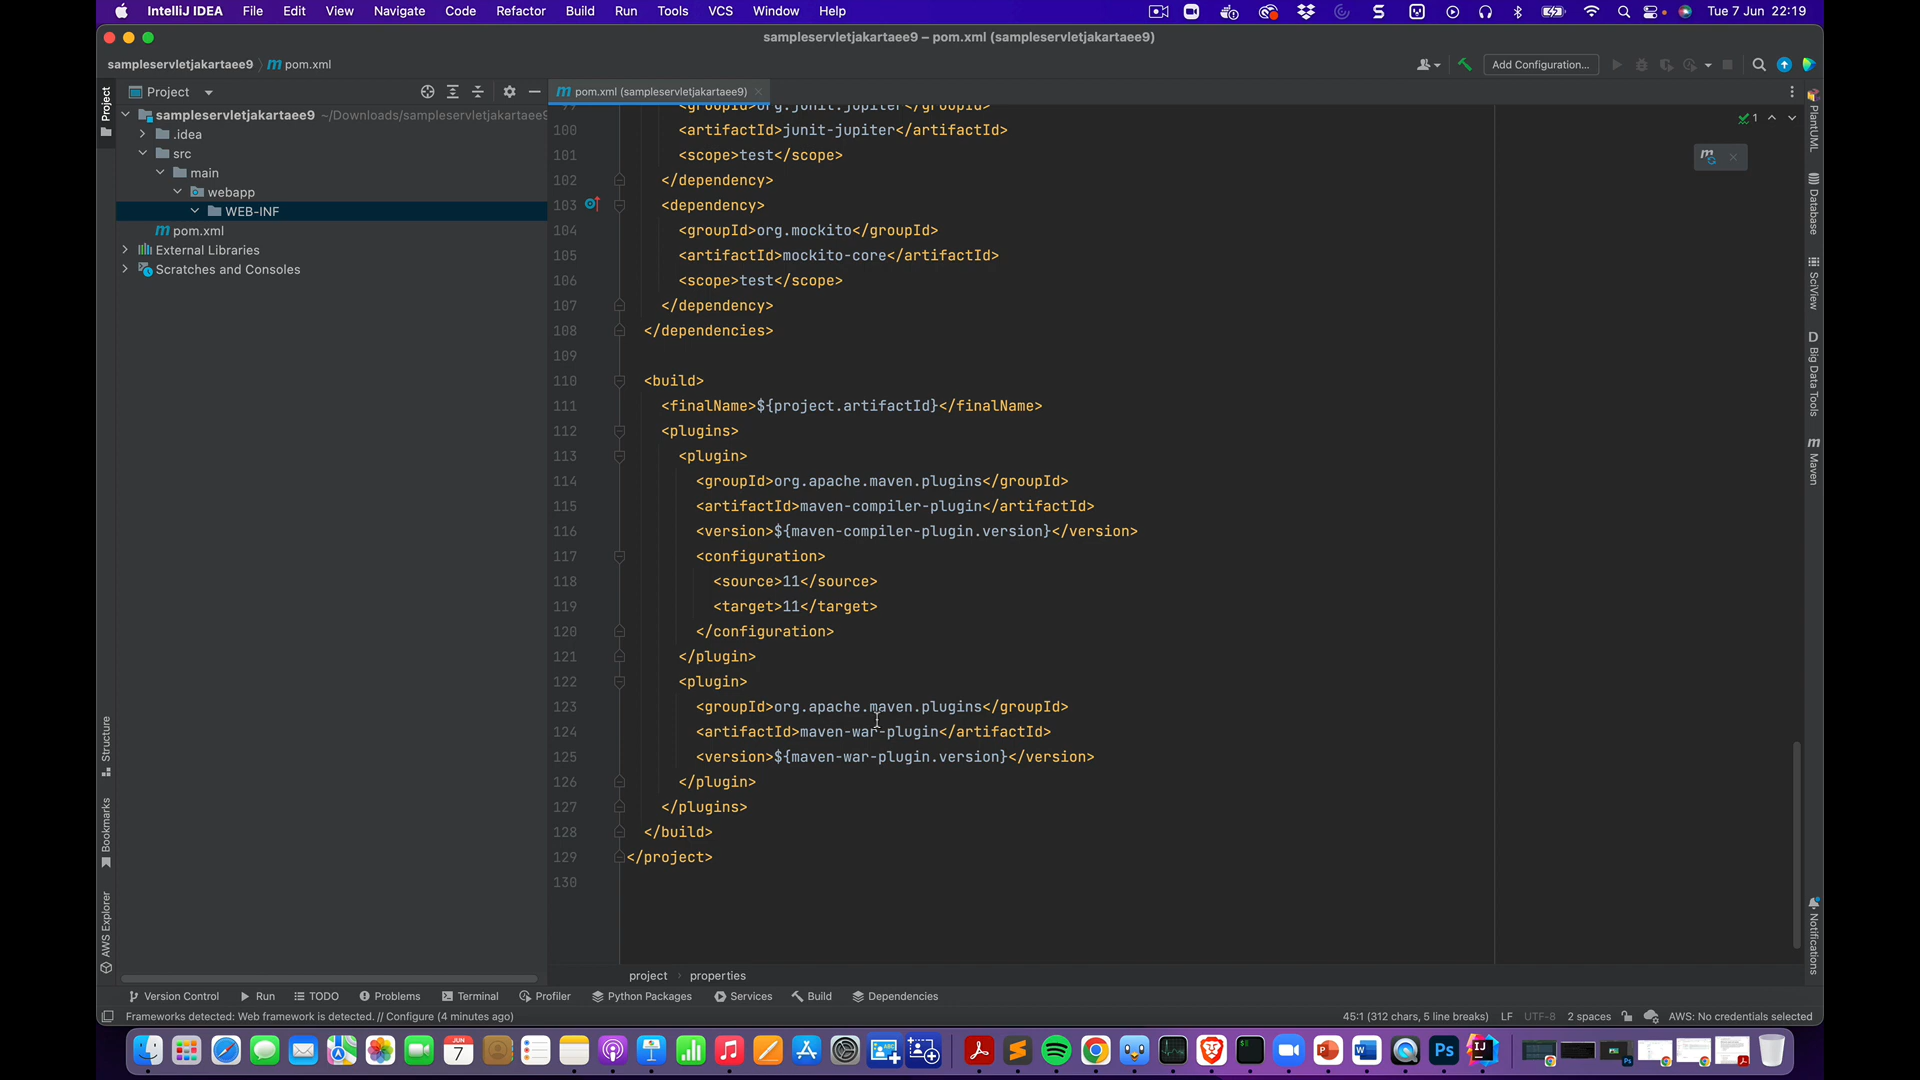 IntelliJ IDEA File Edit View Navigate Code Refactor Build Run Tools VCS Window Help Tue 7 Jun 22:19
sampleservletjakartaee9 – pom.xml (sampleservletjakartaee9)
sampleservletjakartaee9 pom.xml Add Configuration...
Project
Project
pom.xml (sampleservletjakartaee9)
sampleservletjakartaee9 ~/Downloads/sampleservletjakartaee9
.idea
src
main
webapp
WEB-INF
pom.xml
External Libraries
Scratches and Consoles
99 <groupId>org.junit.jupiter</groupId>
100 <artifactId>junit-jupiter</artifactId>
101 <scope>test</scope>
102 </dependency>
103 <dependency>
104 <groupId>org.mockito</groupId>
105 <artifactId>mockito-core</artifactId>
106 <scope>test</scope>
107 </dependency>
108 </dependencies>
109
110 <build>
111 <finalName>${project.artifactId}</finalName>
112 <plugins>
113 <plugin>
114 <groupId>org.apache.maven.plugins</groupId>
115 <artifactId>maven-compiler-plugin</artifactId>
116 <version>${maven-compiler-plugin.version}</version>
117 <configuration>
118 <source>11</source>
119 <target>11</target>
120 </configuration>
121 </plugin>
122 <plugin>
123 <groupId>org.apache.maven.plugins</groupId>
124 <artifactId>maven-war-plugin</artifactId>
125 <version>${maven-war-plugin.version}</version>
126 </plugin>
127 </plugins>
128 </build>
129 </project>
130
1
PlantUML
Database
SciView
Big Data Tools
Maven
Notifications
Structure
Bookmarks
AWS Explorer
project properties
Version Control Run TODO Problems Terminal Profiler Python Packages Services Build Dependencies
Frameworks detected: Web framework is detected. // Configure (4 minutes ago) 45:1 (312 chars, 5 line breaks) LF UTF-8 2 spaces AWS: No credentials selected
JUN
7